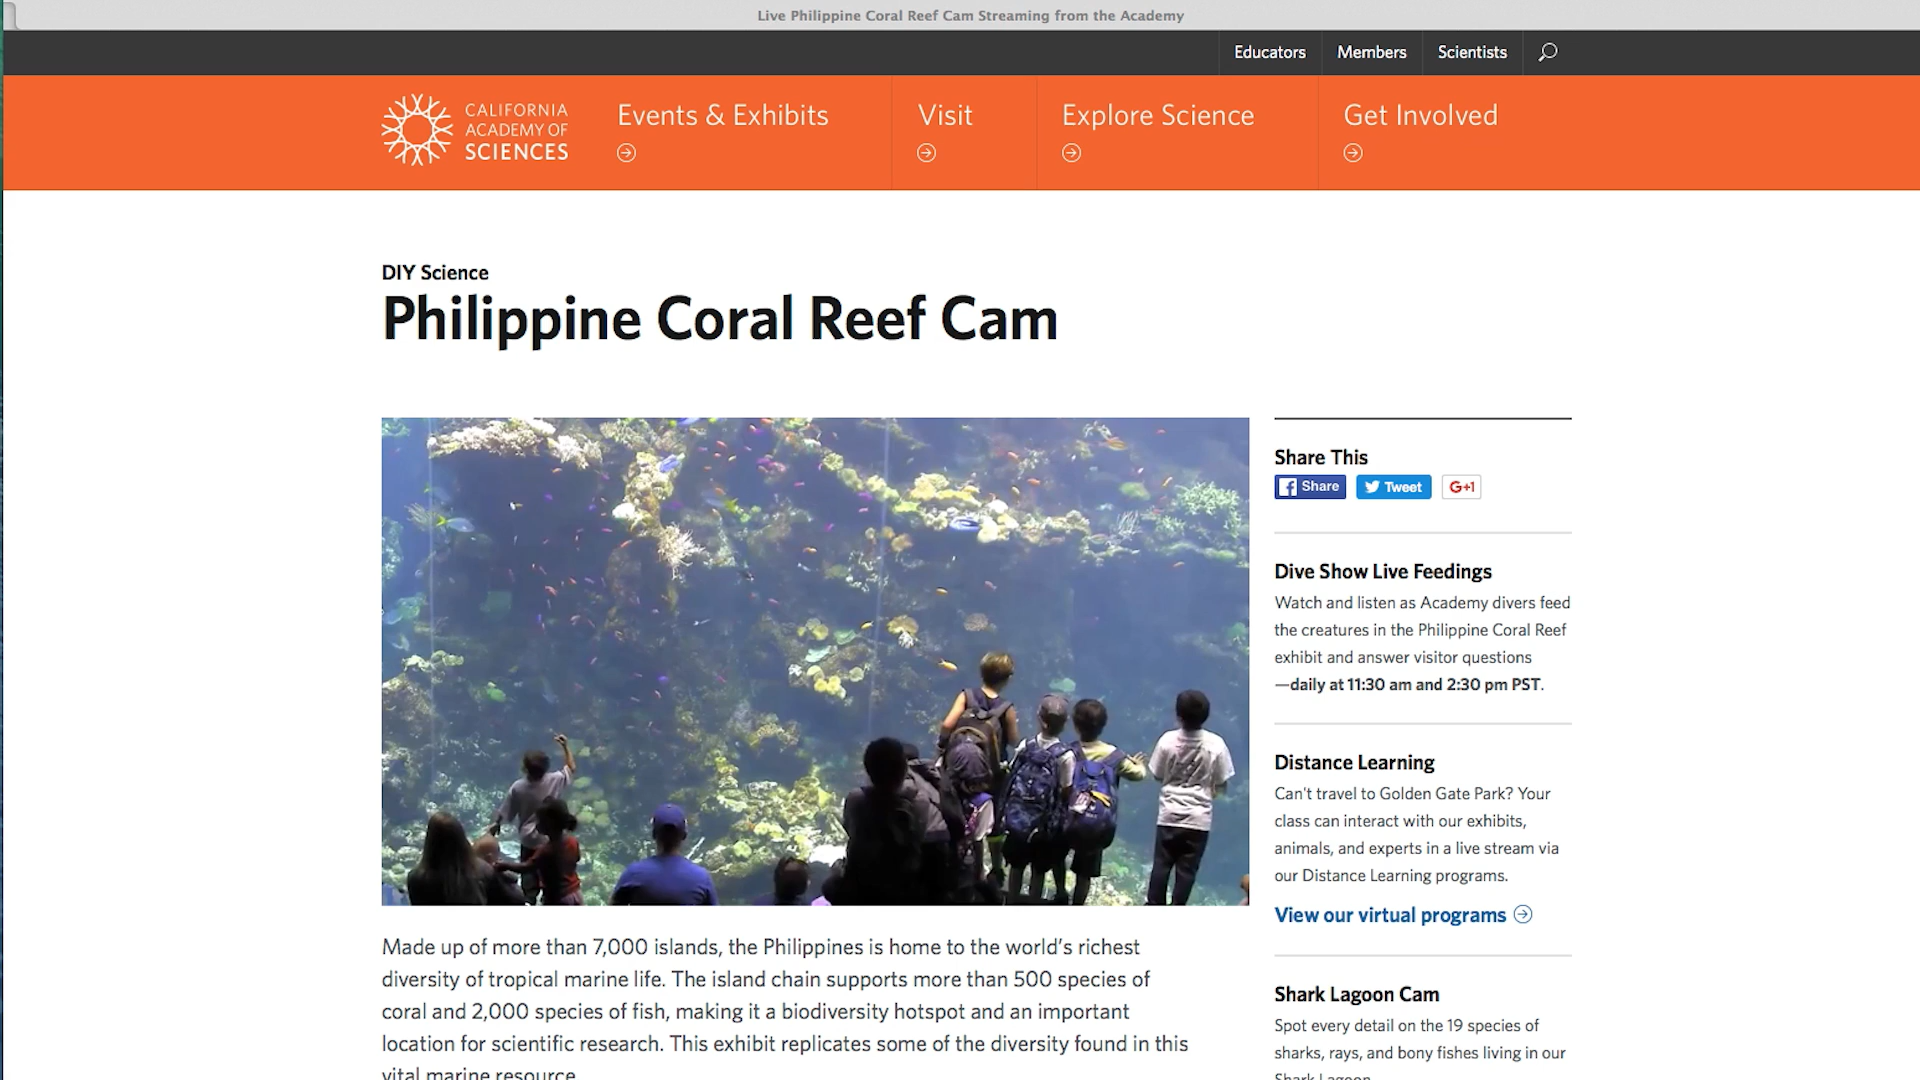 Live Philippine Coral Reef Cam Streaming from the Academy
Educators
Members
Scientists
CALIFORNIA
ACADEMY OF
SCIENCES
Events & Exhibits
Visit
Explore Science
Get Involved
DIY Science
Philippine Coral Reef Cam
Made up of more than 7,000 islands, the Philippines is home to the world's richest
diversity of tropical marine life. The island chain supports more than 500 species of
coral and 2,000 species of fish, making it a biodiversity hotspot and an important
location for scientific research. This exhibit replicates some of the diversity found in this
vital marine resource.
Share This
Share
Tweet
G+1
Dive Show Live Feedings
Watch and listen as Academy divers feed
the creatures in the Philippine Coral Reef
exhibit and answer visitor questions
—daily at 11:30 am and 2:30 pm PST.
Distance Learning
Can't travel to Golden Gate Park? Your
class can interact with our exhibits,
animals, and experts in a live stream via
our Distance Learning programs.
View our virtual programs
Shark Lagoon Cam
Spot every detail on the 19 species of
sharks, rays, and bony fishes living in our
Shark Lagoon.